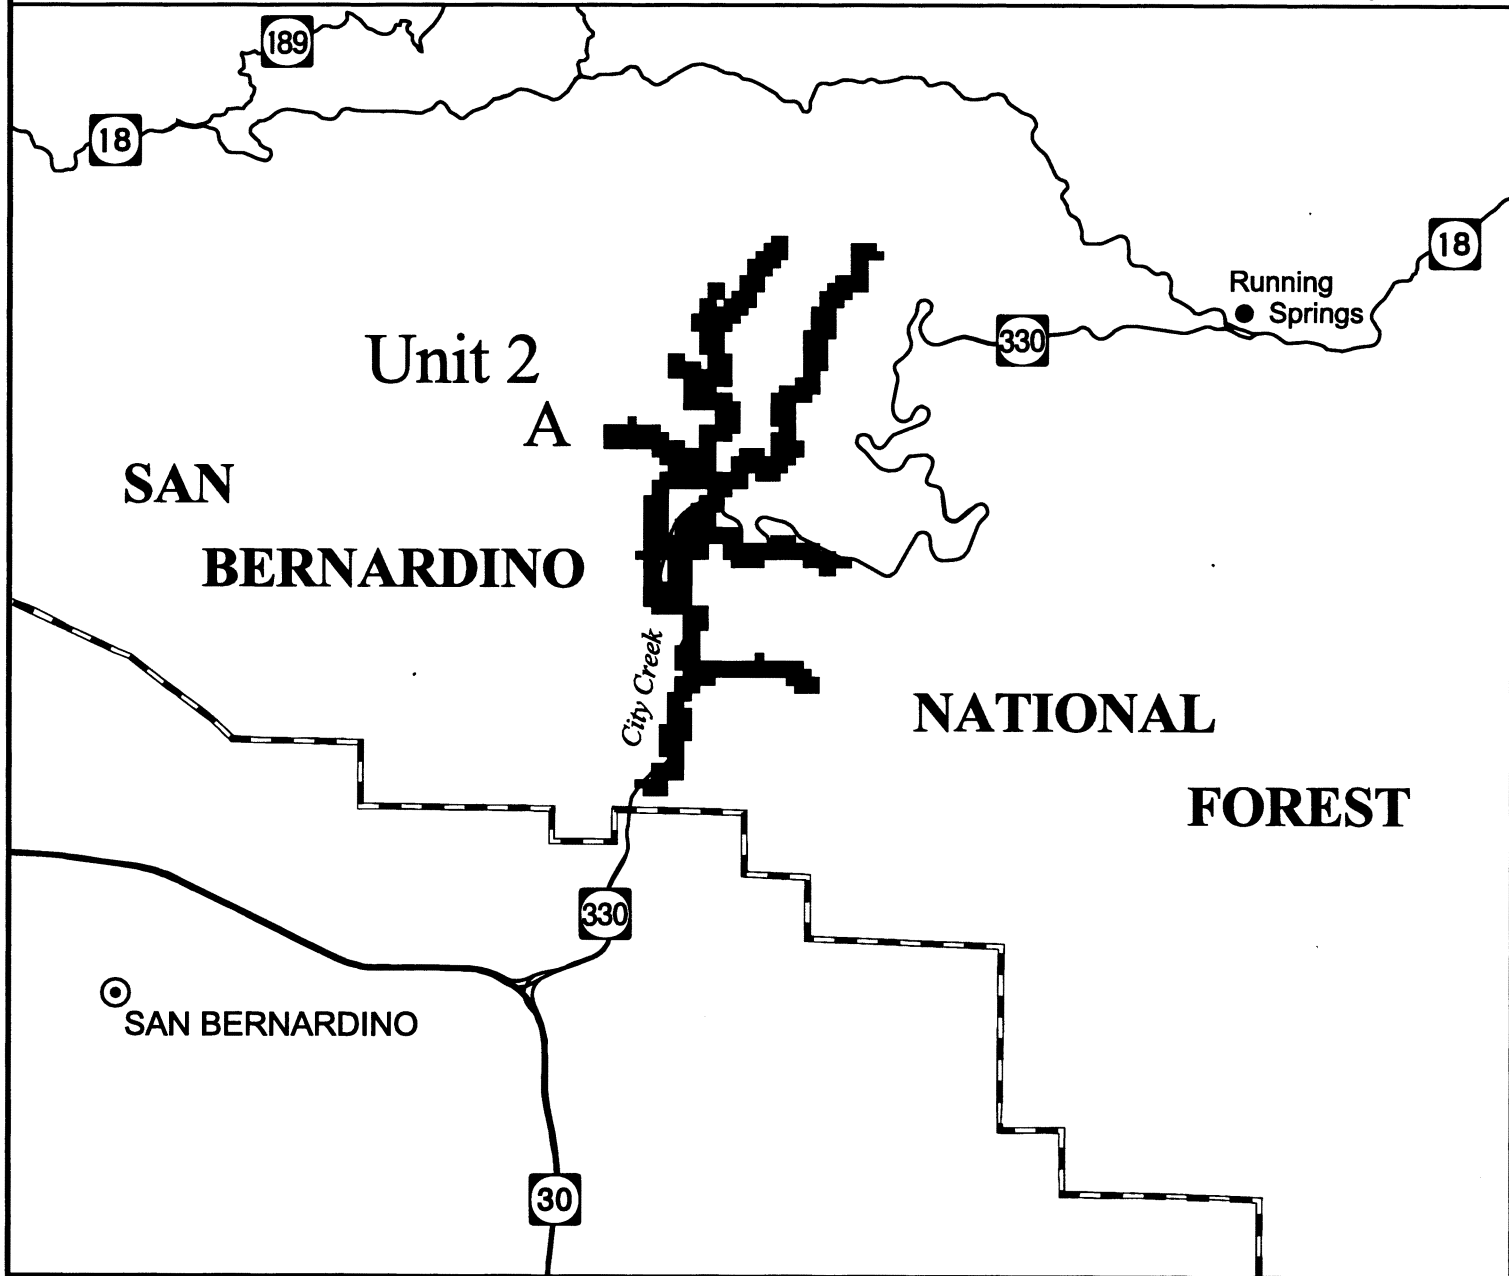 189
18
18
Running
Springs
330
Unit 2
A
SAN
BERNARDINO
City Creek
NATIONAL
FOREST
330
SAN BERNARDINO
30